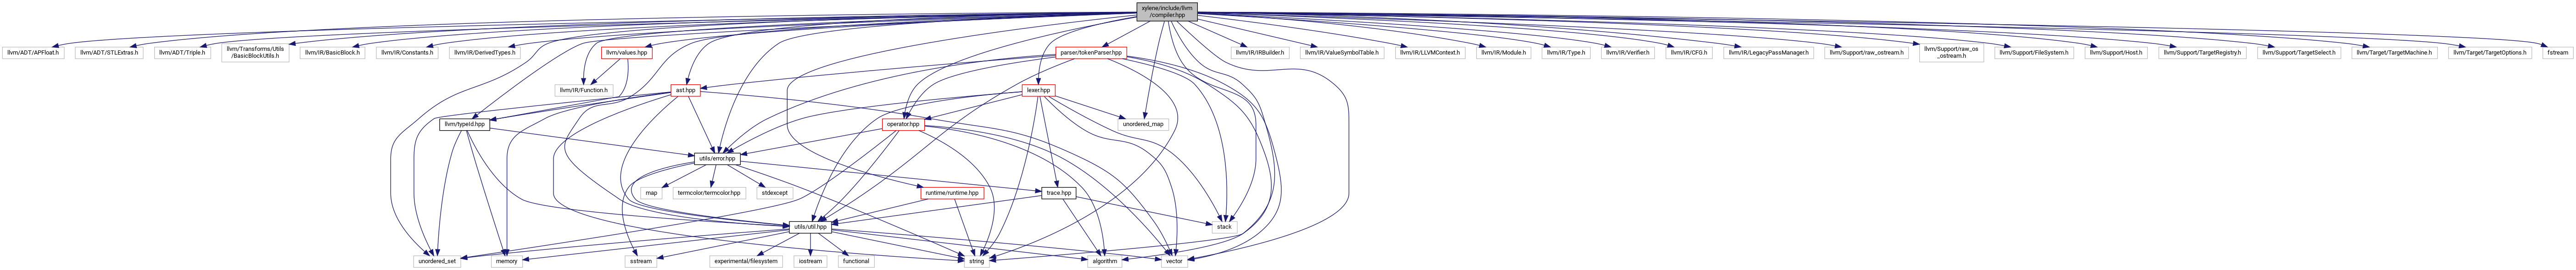 xylene/include/llvm
/compiler.hpp
llvm/ADT/APFloat.h
llvm/ADT/STLExtras.h
llvm/ADT/Triple.h
llvm/Transforms/Utils
/BasicBlockUtils.h
llvm/IR/BasicBlock.h
llvm/IR/Constants.h
llvm/IR/DerivedTypes.h
llvm/values.hpp
parser/tokenParser.hpp
llvm/IR/IRBuilder.h
llvm/IR/ValueSymbolTable.h
llvm/IR/LLVMContext.h
llvm/IR/Module.h
llvm/IR/Type.h
llvm/IR/Verifier.h
llvm/IR/CFG.h
llvm/IR/LegacyPassManager.h
llvm/Support/raw_ostream.h
llvm/Support/raw_os
_ostream.h
llvm/Support/FileSystem.h
llvm/Support/Host.h
llvm/Support/TargetRegistry.h
llvm/Support/TargetSelect.h
llvm/Target/TargetMachine.h
llvm/Target/TargetOptions.h
fstream
llvm/IR/Function.h
ast.hpp
lexer.hpp
llvm/typeId.hpp
operator.hpp
unordered_map
utils/error.hpp
map
termcolor/termcolor.hpp
stdexcept
runtime/runtime.hpp
trace.hpp
utils/util.hpp
stack
unordered_set
memory
sstream
experimental/filesystem
iostream
functional
string
algorithm
vector